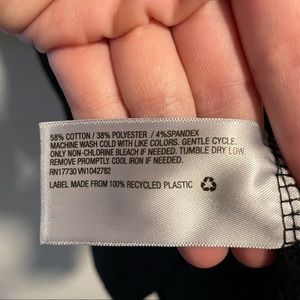 58% COTTON / 38% POLYESTER / 4%SPANDEX
MACHINE WASH COLD WITH LIKE COLORS. GENTLE CYCLE.
ONLY NON-CHLORINE BLEACH IF NEEDED. TUMBLE DRY LOW.
REMOVE PROMPTLY. COOL IRON IF NEEDED.
RN17730 VN1042782
LABEL MADE FROM 100% RECYCLED PLASTIC